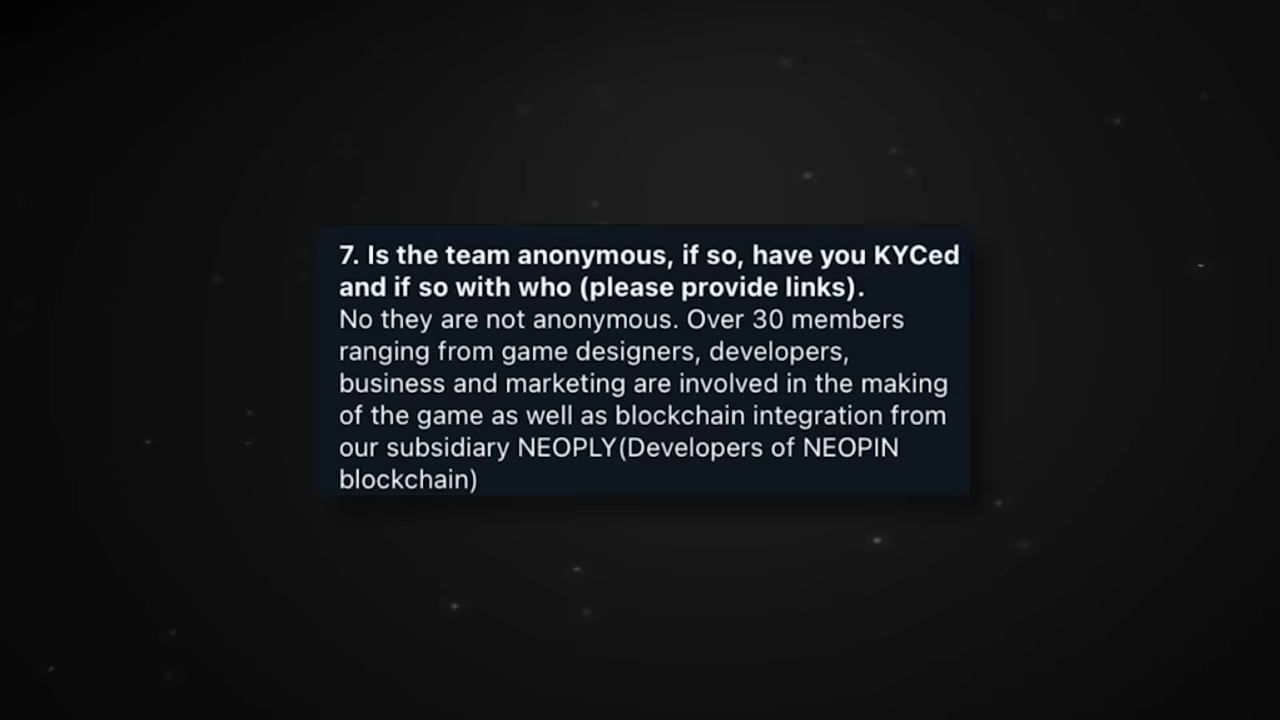 7. Is the team anonymous, if so, have you KYCed
and if so with who (please provide links).
No they are not anonymous. Over 30 members
ranging from game designers, developers,
business and marketing are involved in the making
of the game as well as blockchain integration from
our subsidiary NEOPLY(Developers of NEOPIN
blockchain)